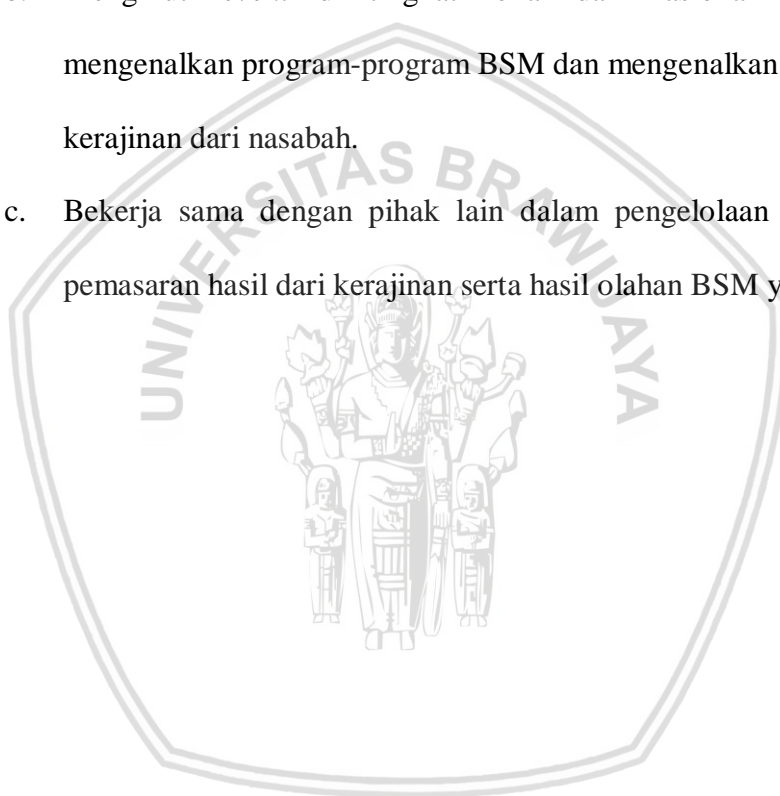 mengenalkan program-program BSM dan mengenalkan
kerajinan dari nasabah.
c. Bekerja sama dengan pihak lain dalam pengelolaan
pemasaran hasil dari kerajinan serta hasil olahan BSM y
UNIVERSITAS BRAWIJAYA